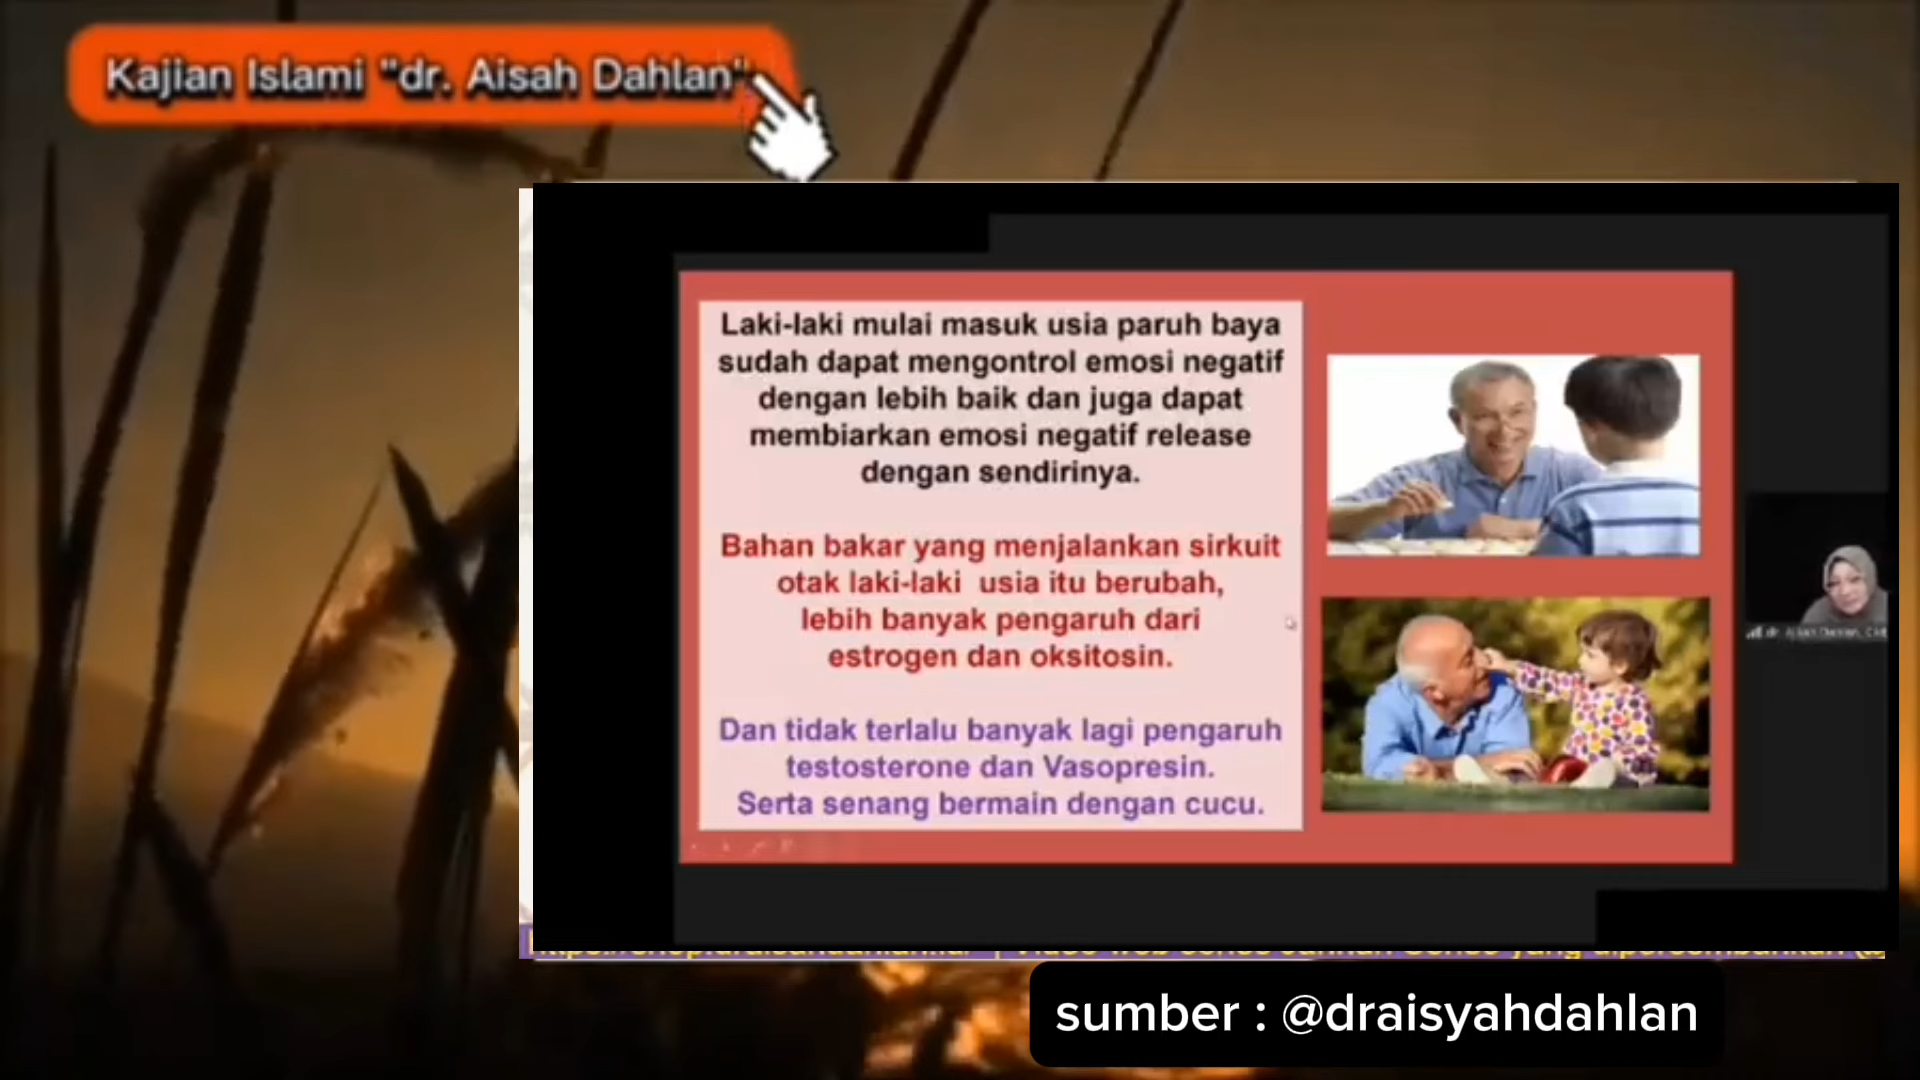 Kajian Islami "dr. Aisah Dahlan"
Laki-laki mulai masuk usia paruh baya
sudah dapat mengontrol emosi negatif
dengan lebih baik dan juga dapat
membiarkan emosi negatif release
dengan sendirinya.
Bahan bakar yang menjalankan sirkuit
otak laki-laki usia itu berubah,
lebih banyak pengaruh dari
estrogen dan oksitosin.
Dan tidak terlalu banyak lagi pengaruh
testosterone dan Vasopresin.
Serta senang bermain dengan cucu.
sumber : @draisyahdahlan